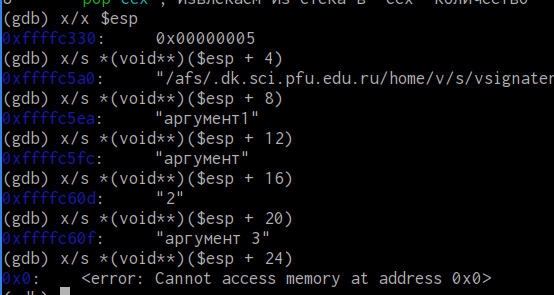 pop ecx ; Извлекаем из стека `ecx` количество
(gdb) x/x $esp
0xffffc330: 0x00000005
(gdb) x/s *(void**)($esp + 4)
0xffffc5a0: "/afs/.dk.sci.pfu.edu.ru/home/v/s/vsignater
(gdb) x/s *(void**)($esp + 8)
0xffffc5ea: "аргумент1"
(gdb) x/s *(void**)($esp + 12)
0xffffc5fc: "аргумент"
(gdb) x/s *(void**)($esp + 16)
0xffffc60d: "2"
(gdb) x/s *(void**)($esp + 20)
0xffffc60f: "аргумент 3"
(gdb) x/s *(void**)($esp + 24)
0x0: <error: Cannot access memory at address 0x0>
(gdb)